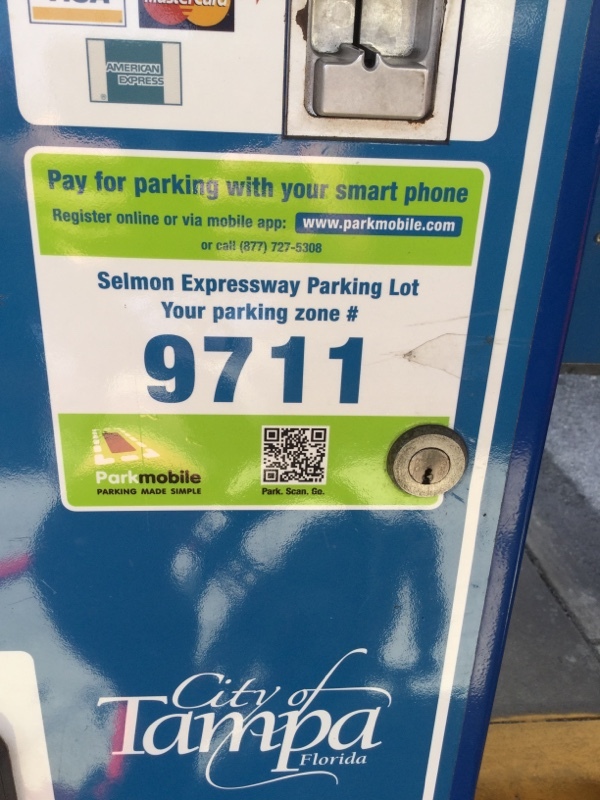 VISA
MasterCard
AMERICAN
EXPRESS
Pay for parking with your smart phone
Register online or via mobile app: www.parkmobile.com
or call (877) 727-5308
Selmon Expressway Parking Lot
Your parking zone #
9711
Parkmobile
PARKING MADE SIMPLE
Park. Scan. Go.
City of
Tampa
Florida